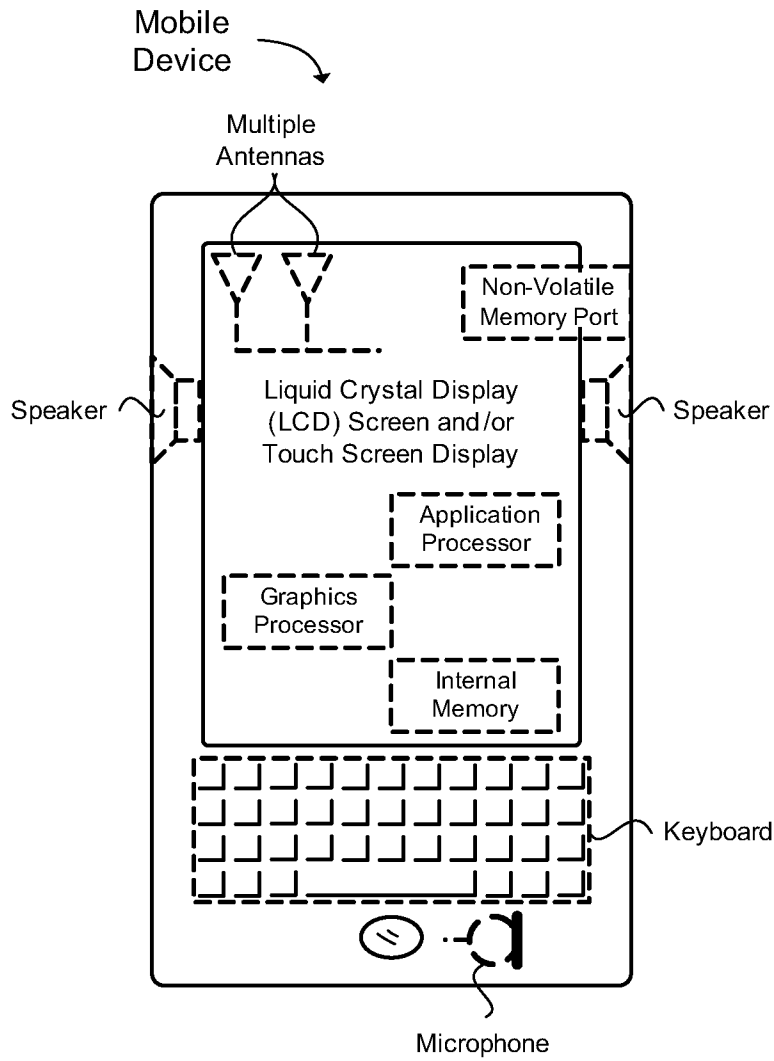 Mobile
Device
Multiple
Antennas
Non-Volatile
Memory Port
Liquid Crystal Display
(LCD) Screen and/or
Touch Screen Display
Speaker
Speaker
Application
Processor
Graphics
Processor
Internal
Memory
Keyboard
Microphone